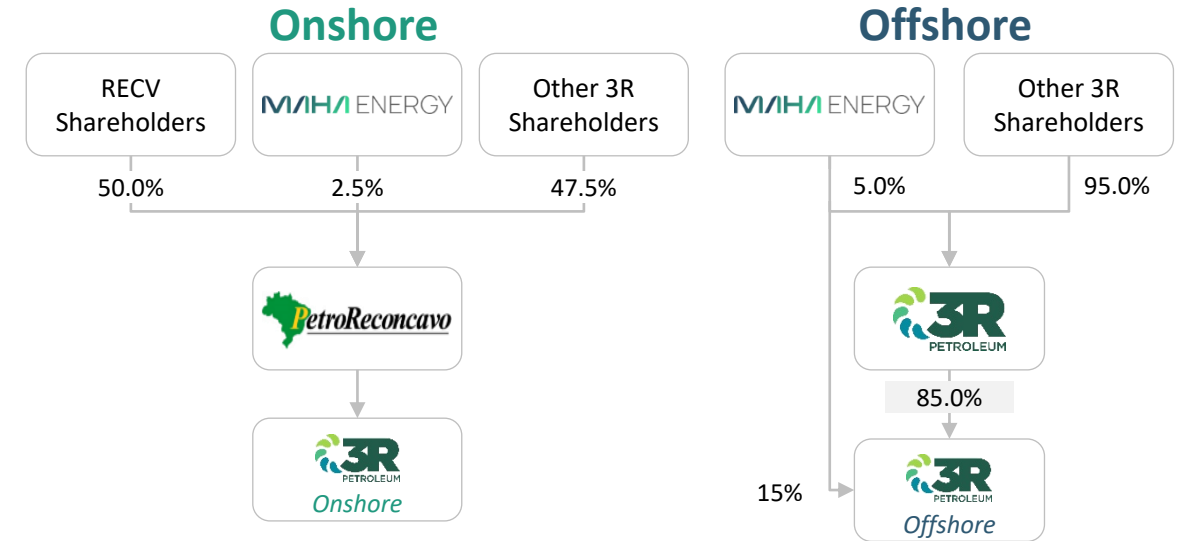 Onshore
Offshore
RECV
Shareholders
MAHA ENERGY
Other 3R
Shareholders
MAHA ENERGY
Other 3R
Shareholders
50.0%
2.5%
47.5%
5.0%
95.0%
PetroReconcavo
3R
PETROLEUM
85.0%
3R
PETROLEUM
Onshore
15%
3R
PETROLEUM
Offshore